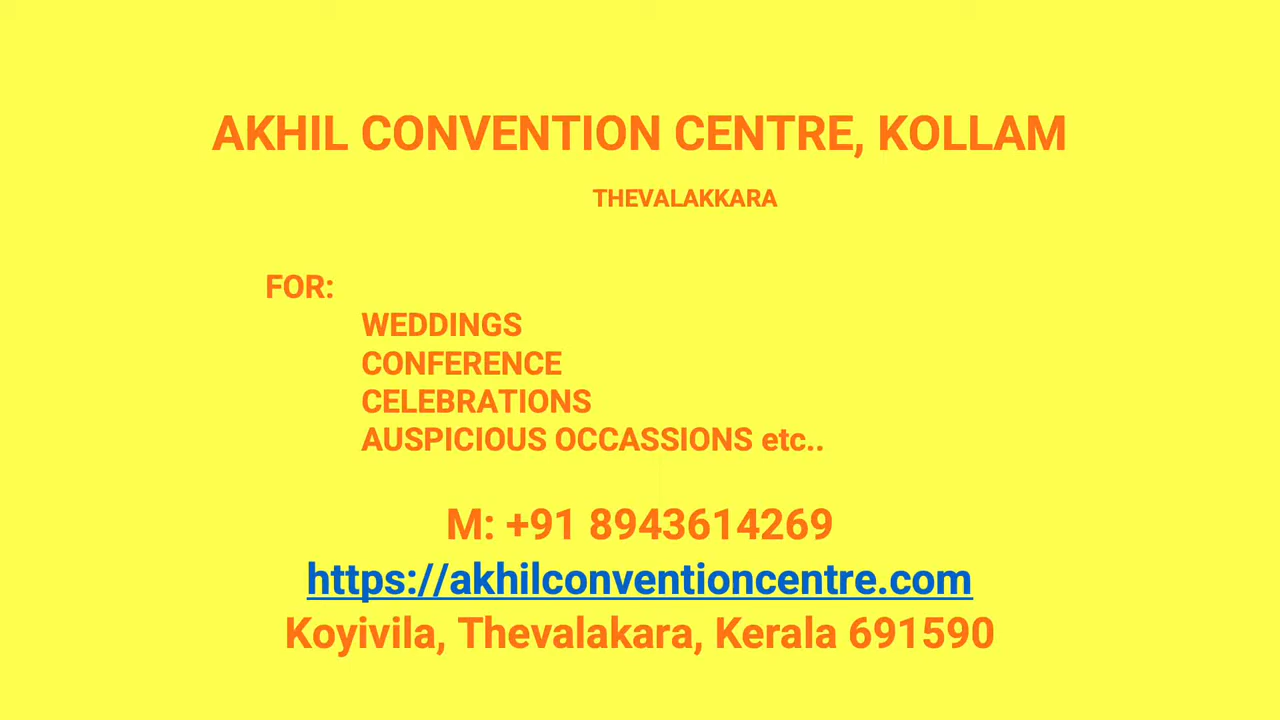 AKHIL CONVENTION CENTRE, KOLLAM
THEVALAKKARA
FOR:
WEDDINGS
CONFERENCE
CELEBRATIONS
AUSPICIOUS OCCASSIONS etc..
M: +91 8943614269
https://akhilconventioncentre.com
Koyivila, Thevalakara, Kerala 691590